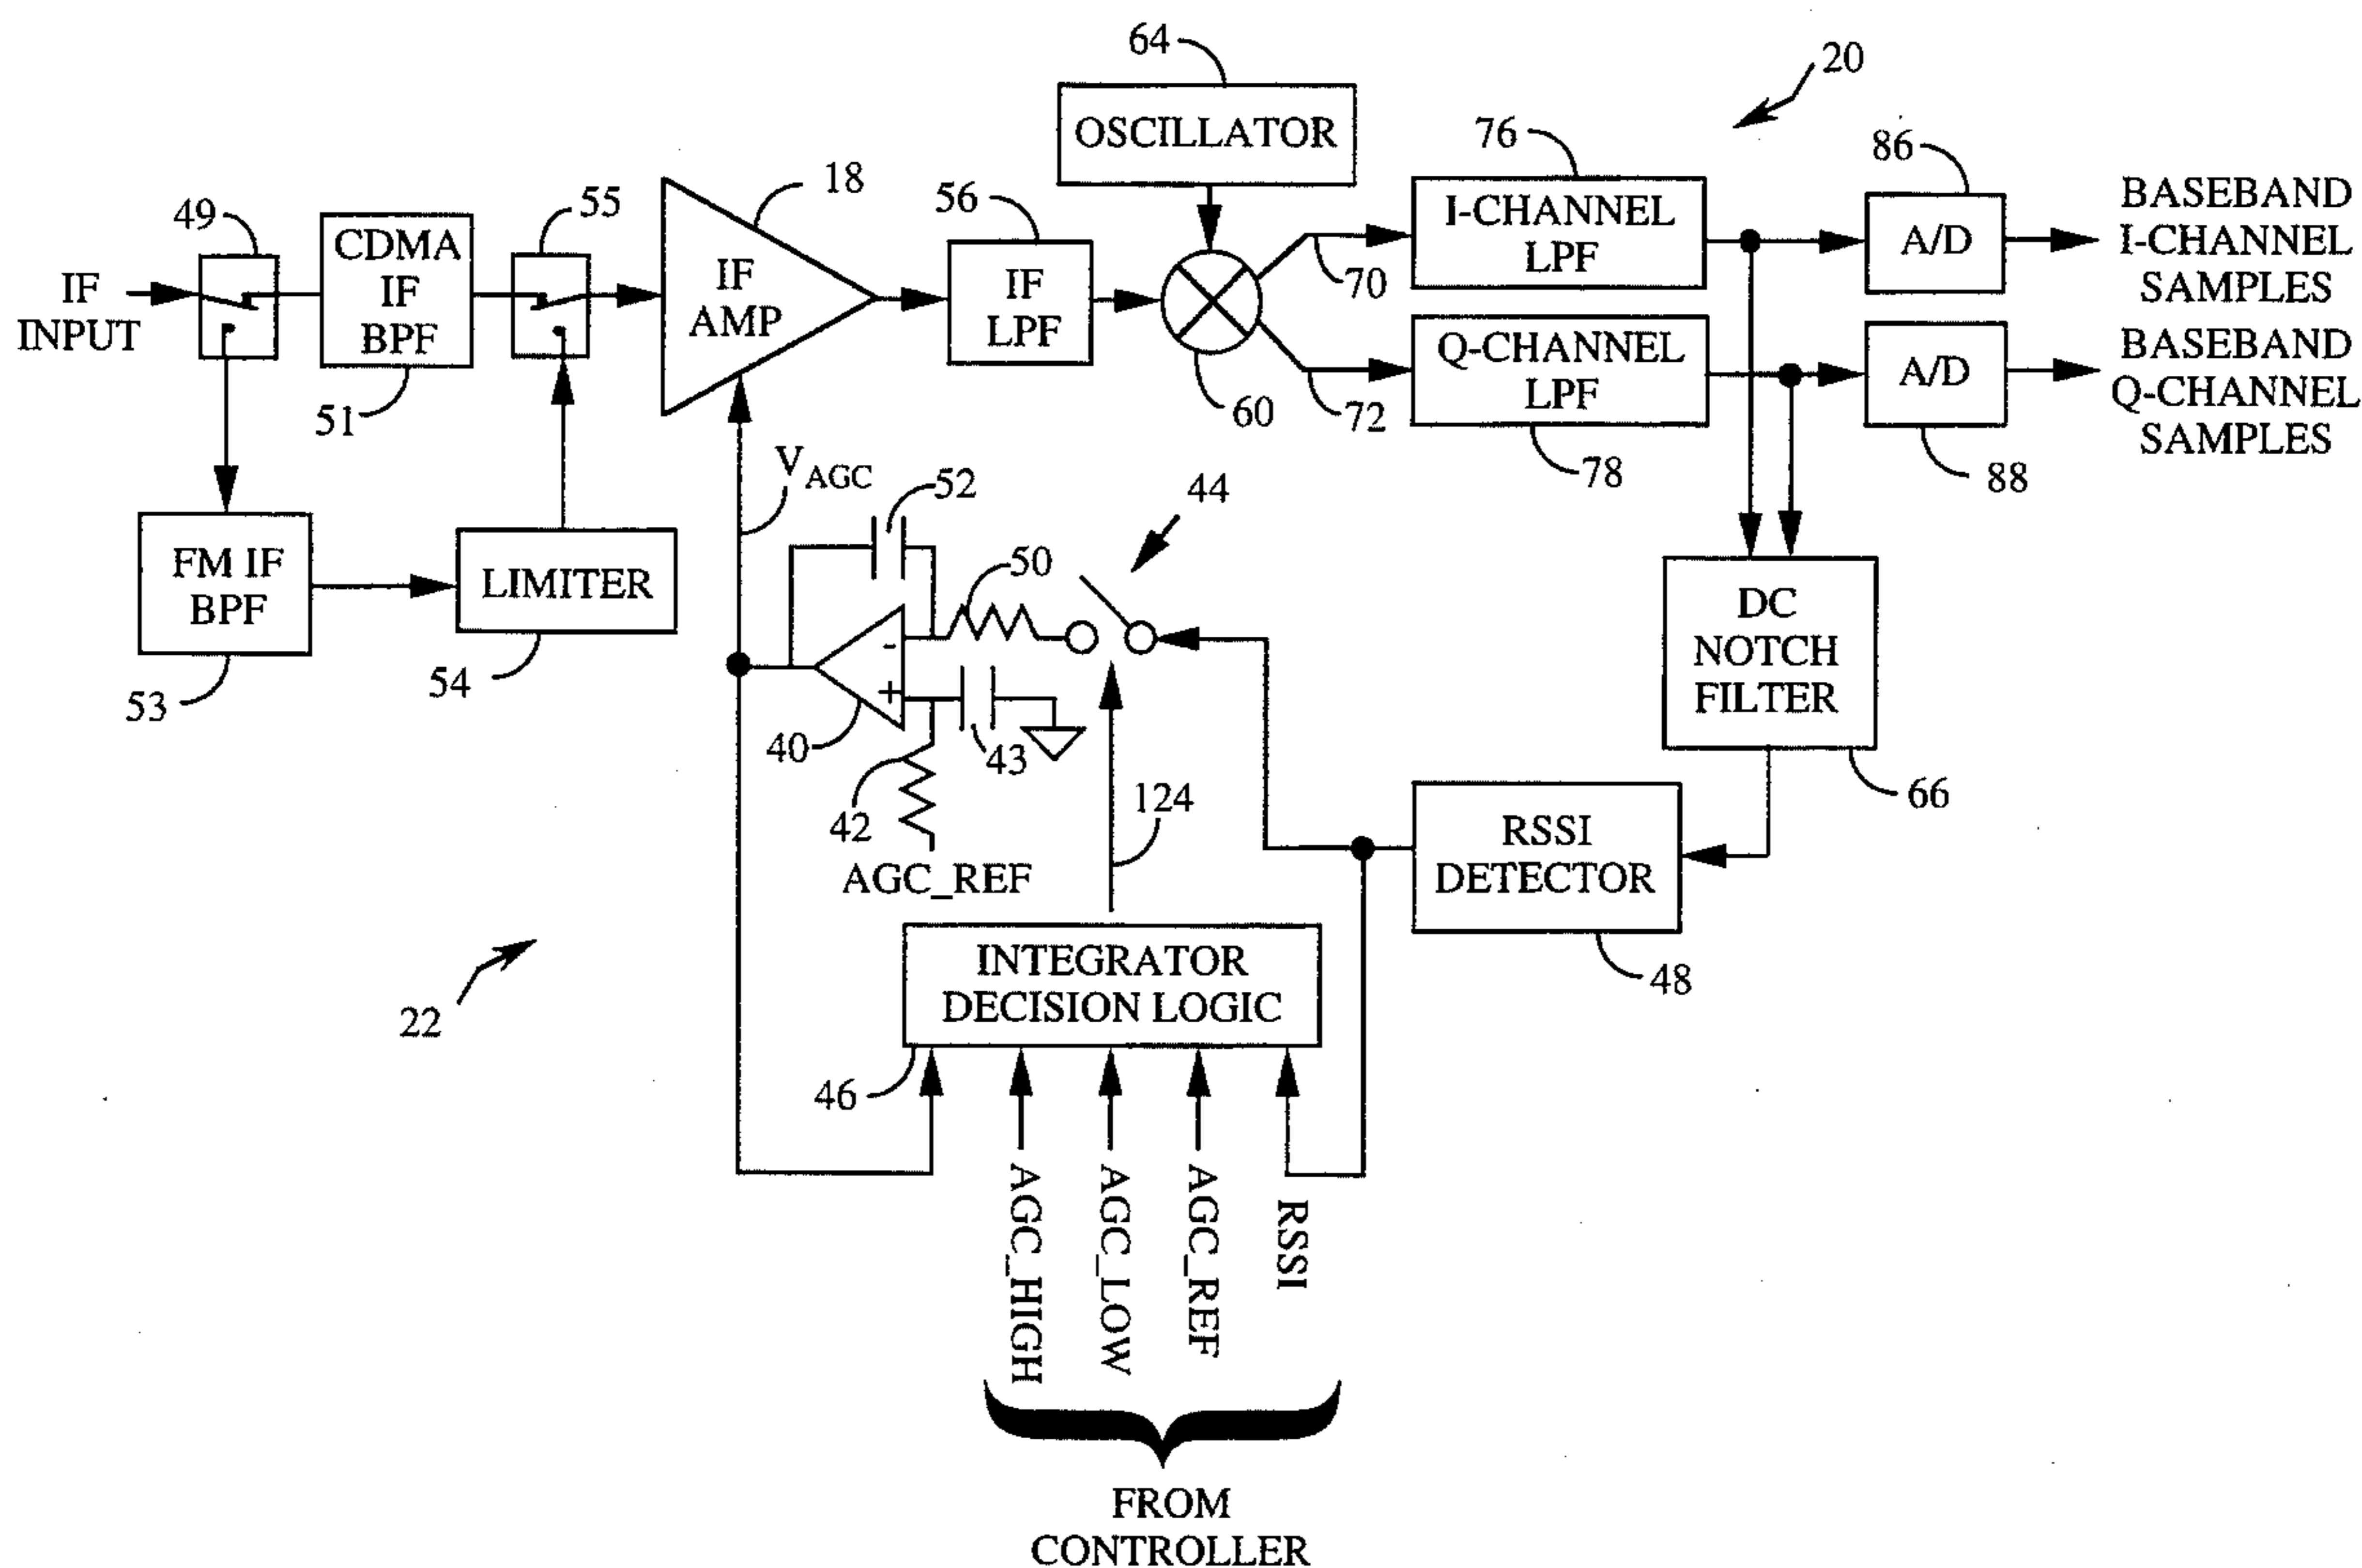 64
OSCILLATOR
20
49
IF
INPUT
CDMA
IF
BPF
51
55
18
IF
AMP
56
IF
LPF
60
70
72
76
I-CHANNEL
LPF
Q-CHANNEL
LPF
78
86
A/D
A/D
88
BASEBAND
I-CHANNEL
SAMPLES
BASEBAND
Q-CHANNEL
SAMPLES
FM IF
BPF
53
LIMITER
54
VAGC
52
50
44
-
+
40
43
42
AGC_REF
124
DC
NOTCH
FILTER
66
RSSI
DETECTOR
48
22
INTEGRATOR
DECISION LOGIC
46
AGC_HIGH
AGC_LOW
AGC_REF
RSSI
FROM
CONTROLLER